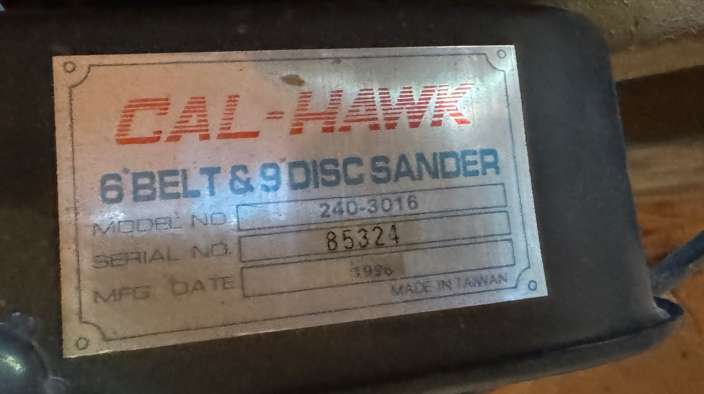 CAL-HAWK
6" BELT & 9" DISC SANDER
MODEL NO. 240-3016
SERIAL NO. 85324
MFG DATE 1996
MADE IN TAIWAN